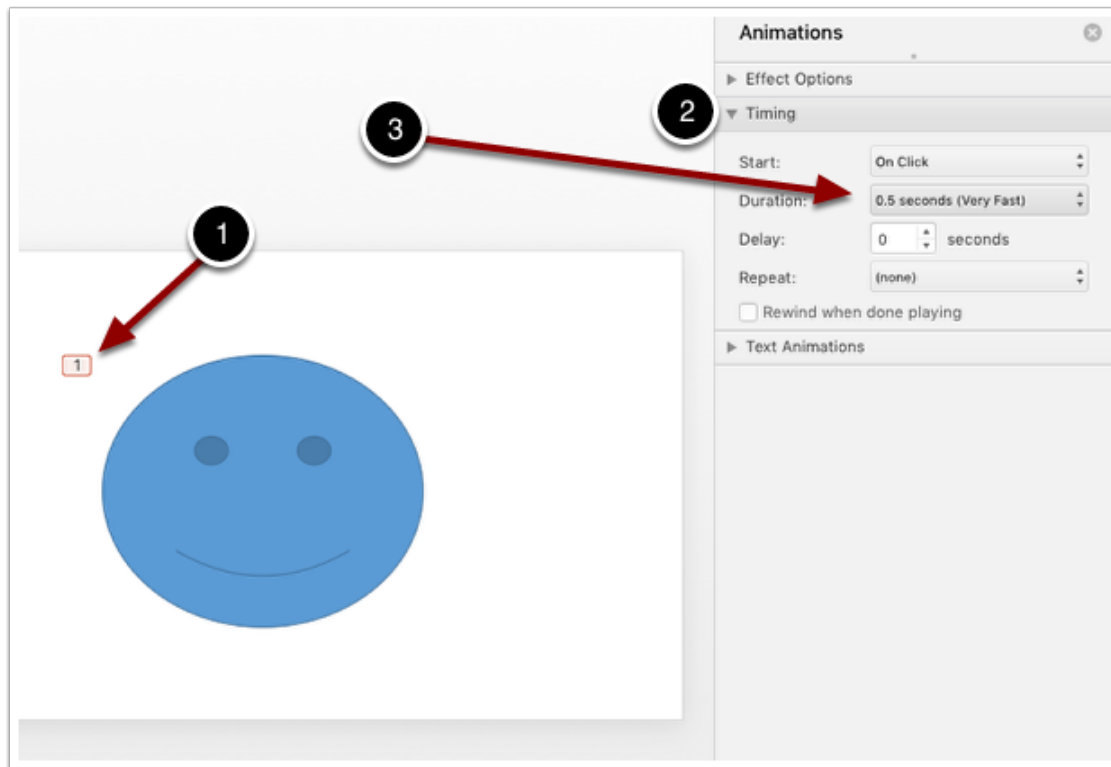 Animations
Effect Options
2
Timing
3
Start: On Click
Duration: 0.5 seconds (Very Fast)
1
Delay: 0 seconds
Repeat: (none)
Rewind when done playing
1
Text Animations